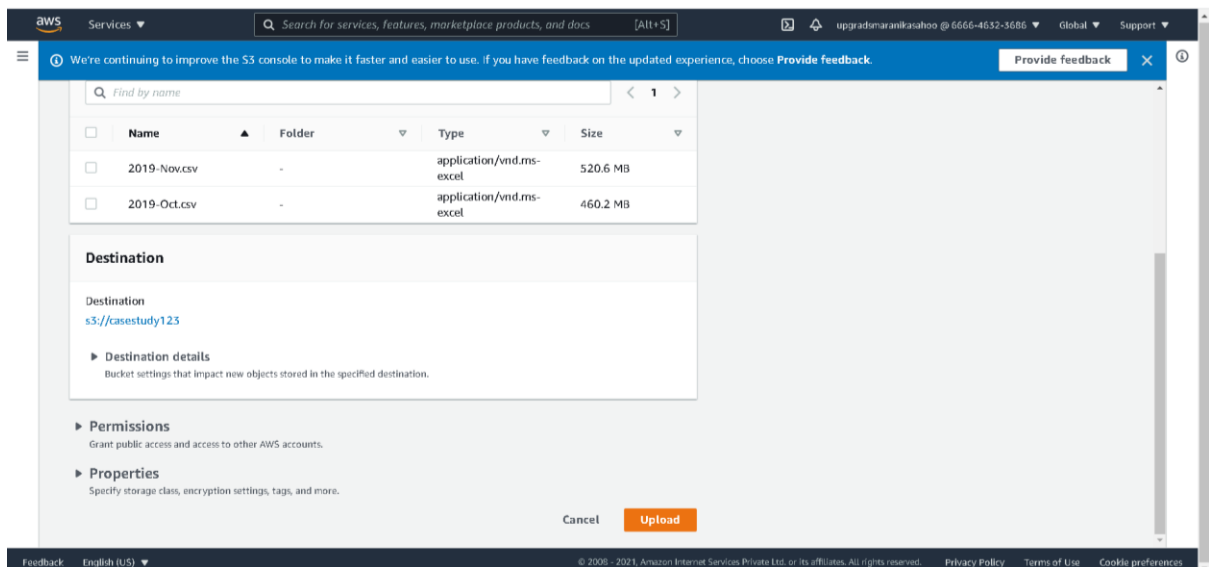 aws Services ▼ Search for services, features, marketplace products, and docs [Alt+S] upgradsmaranikasahoo @ 6666-4632-3686 ▼ Global ▼ Support ▼
We're continuing to improve the S3 console to make it faster and easier to use. If you have feedback on the updated experience, choose Provide feedback. Provide feedback
Find by name 1
Name Folder Type Size
2019-Nov.csv - application/vnd.ms-excel 520.6 MB
2019-Oct.csv - application/vnd.ms-excel 460.2 MB
Destination
Destination
s3://casestudy123
Destination details
Bucket settings that impact new objects stored in the specified destination.
Permissions
Grant public access and access to other AWS accounts.
Properties
Specify storage class, encryption settings, tags, and more.
Cancel Upload
Feedback English (US) ▼ © 2008 - 2021, Amazon Internet Services Private Ltd. or its affiliates. All rights reserved. Privacy Policy Terms of Use Cookie preferences